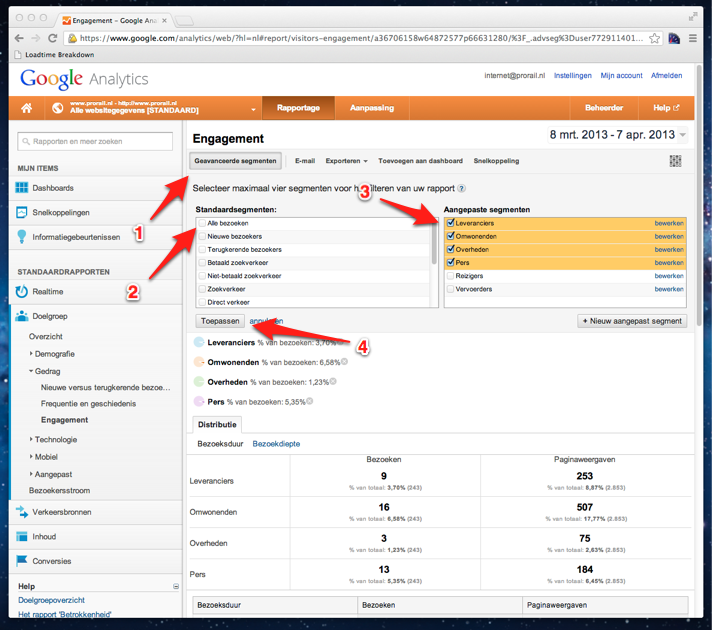 Engagement - Google Anal
https://www.google.com/analytics/web/?hl=nl#report/visitors-engagement/a36706158w64872577p66631280/%3F_.advseg%3Duser772911401...
Loadtime Breakdown
Google Analytics
internet@prorail.nl Instellingen Mijn account Afmelden
www.prorail.nl - http://www.prorail.nl
Alle websitegegevens [STANDAARD]
Rapportage Aanpassing Beheerder Help
Rapporten en meer zoeken
MIJN ITEMS
Dashboards
Snelkoppelingen
Informatiegebeurtenissen
STANDAARDRAPPORTEN
Realtime
Doelgroep
Overzicht
Demografie
Gedrag
Nieuwe versus terugkerende bezoe...
Frequentie en geschiedenis
Engagement
Technologie
Mobiel
Aangepast
Bezoekersstroom
Verkeersbronnen
Inhoud
Conversies
Help
Doelgroepoverzicht
Het rapport 'Betrokkenheid'
Engagement
8 mrt. 2013 - 7 apr. 2013
Geavanceerde segmenten E-mail Exporteren Toevoegen aan dashboard Snelkoppeling
Selecteer maximaal vier segmenten voor het filteren van uw rapport ?
1
2
3
4
Standaardsegmenten:
Alle bezoeken
Nieuwe bezoekers
Terugkerende bezoekers
Betaald zoekverkeer
Niet-betaald zoekverkeer
Zoekverkeer
Direct verkeer
Aangepaste segmenten
Leveranciers bewerken
Omwonenden bewerken
Overheden bewerken
Pers bewerken
Reizigers bewerken
Vervoerders bewerken
Toepassen annuleren
+ Nieuw aangepast segment
Leveranciers % van bezoeken: 3,70%
Omwonenden % van bezoeken: 6,58%
Overheden % van bezoeken: 1,23%
Pers % van bezoeken: 5,35%
Distributie
Bezoeksduur Bezoekdiepte
Bezoeken Paginaweergaven
Leveranciers 9 253
% van totaal: 3,70% (243) % van totaal: 8,87% (2.853)
Omwonenden 16 507
% van totaal: 6,58% (243) % van totaal: 17,77% (2.853)
Overheden 3 75
% van totaal: 1,23% (243) % van totaal: 2,63% (2.853)
Pers 13 184
% van totaal: 5,35% (243) % van totaal: 6,45% (2.853)
Bezoeksduur Bezoeken Paginaweergaven